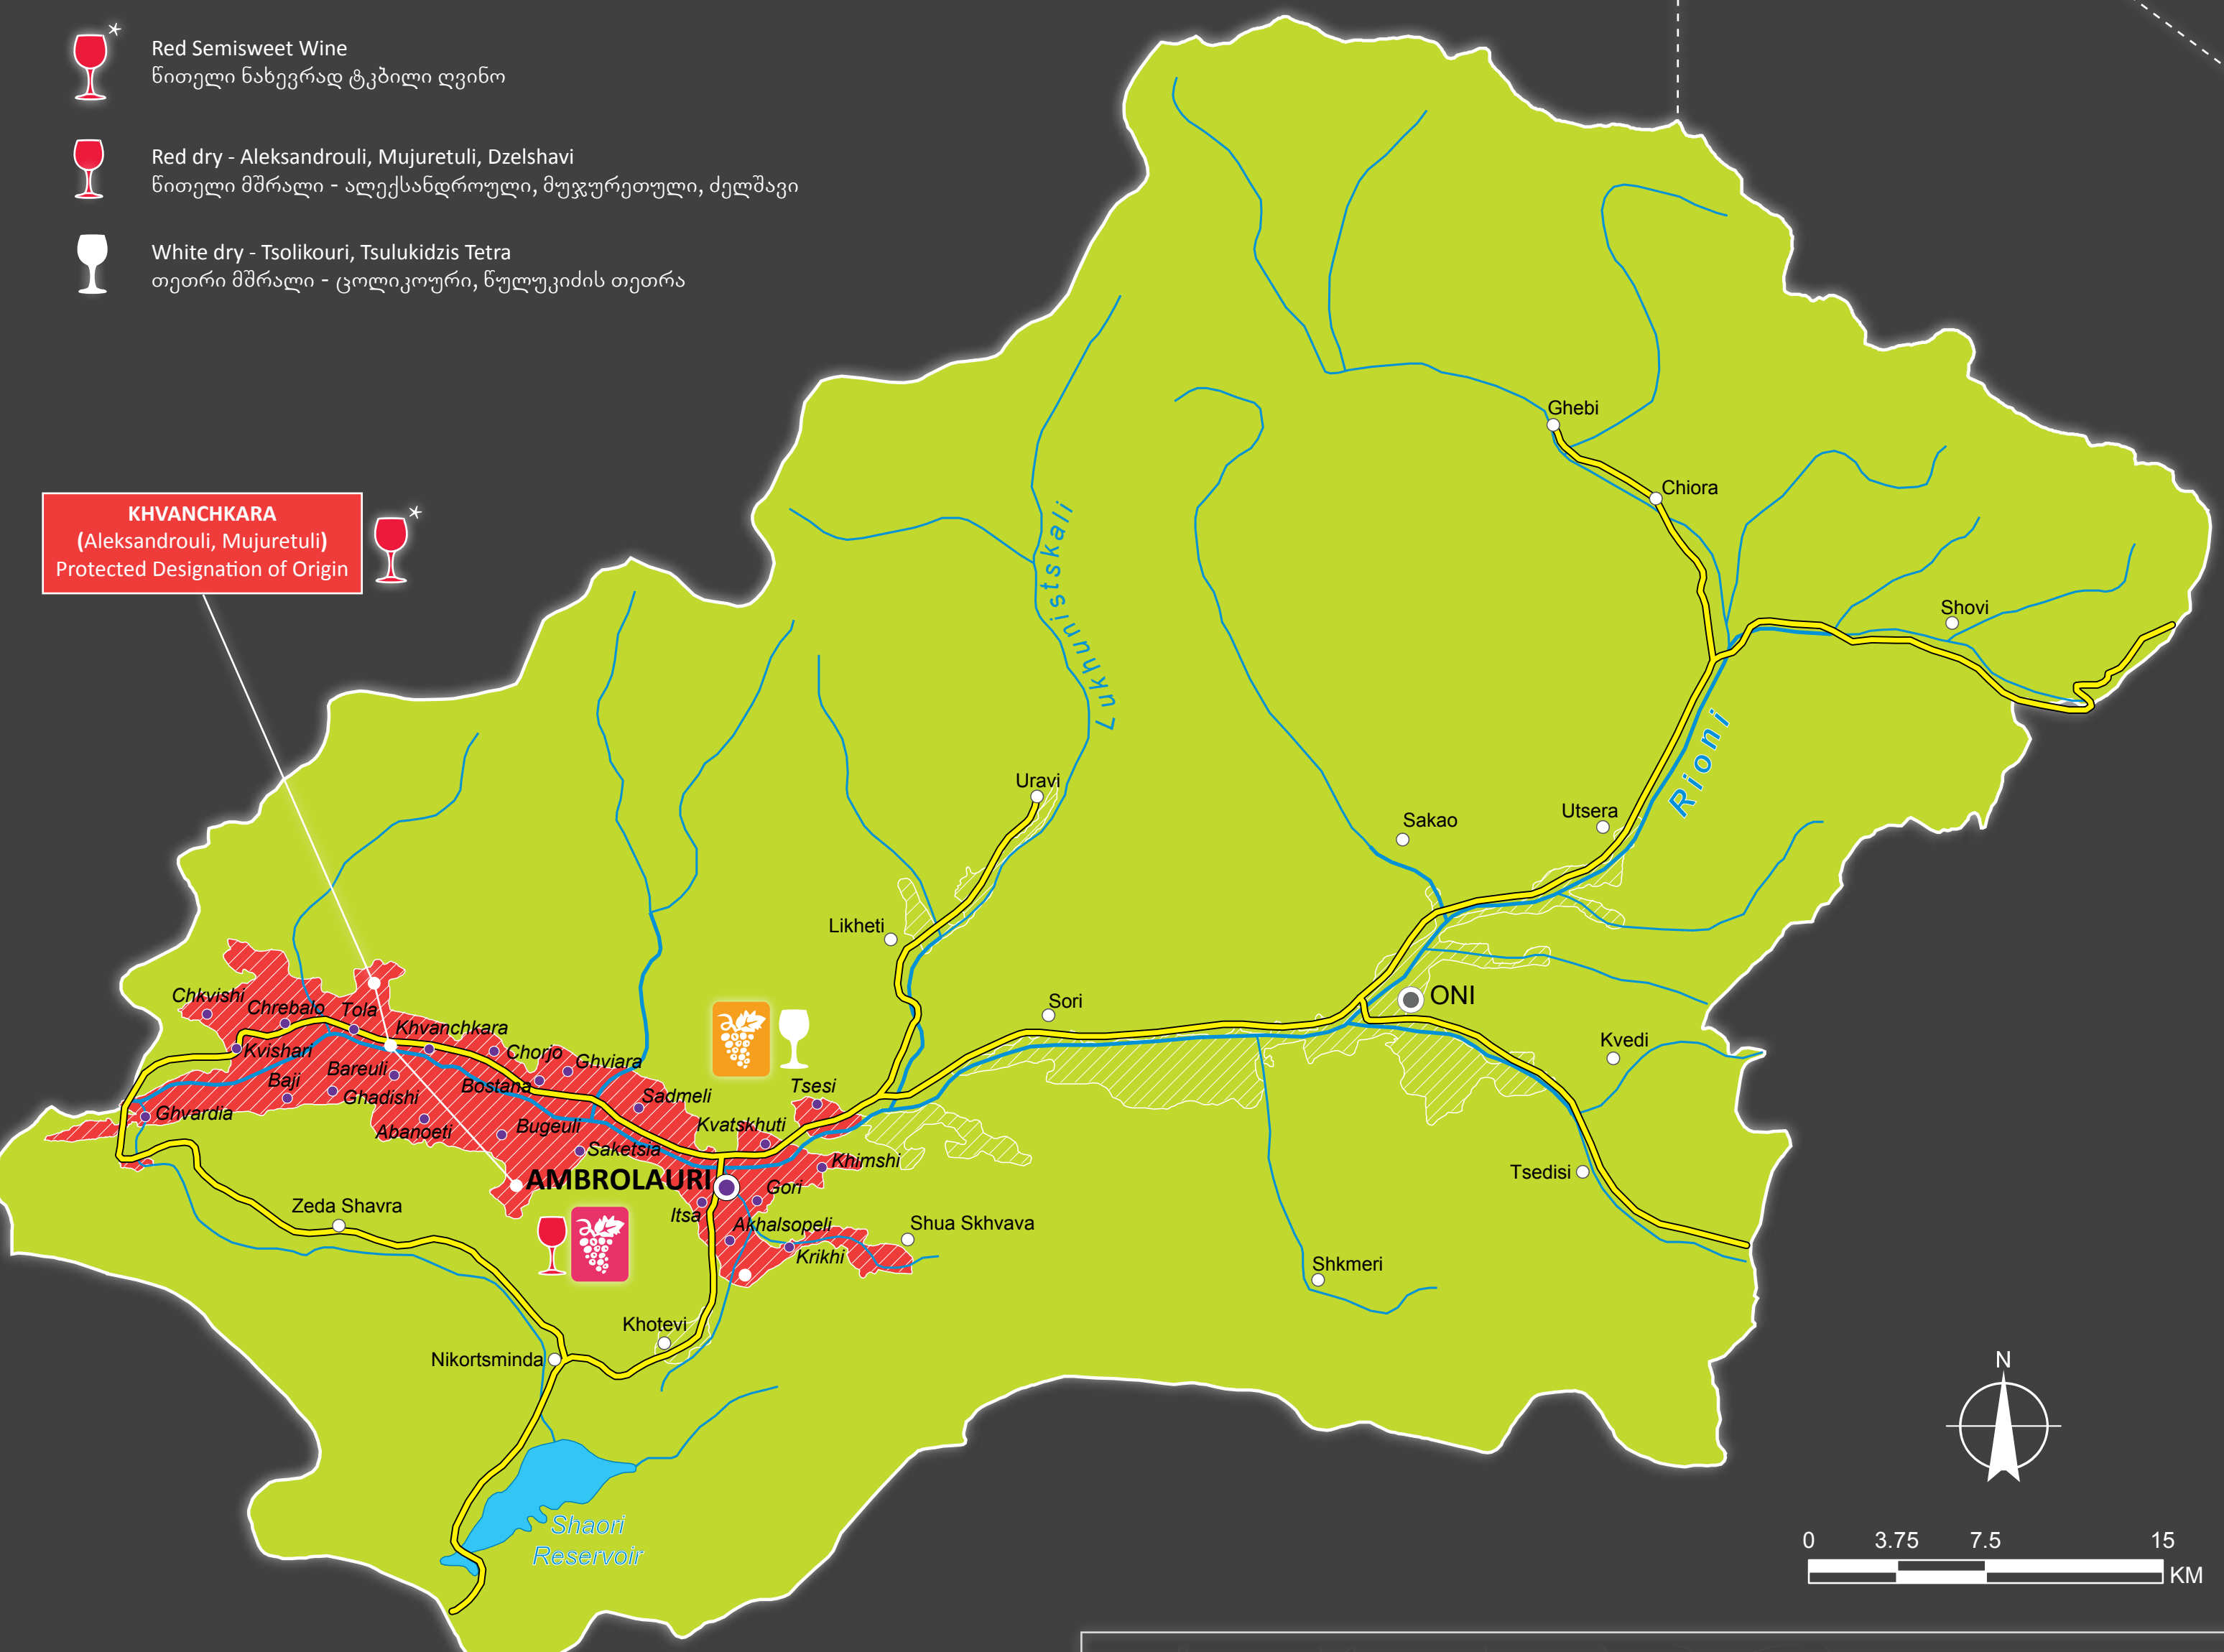 *
Red Semisweet Wine
წითელი ნახევრად ტკბილი ღვინო
Red dry - Aleksandrouli, Mujuretuli, Dzelshavi
წითელი მშრალი - ალექსანდროული, მუჯურეთული, ძელშავი
White dry - Tsolikouri, Tsulukidzis Tetra
თეთრი მშრალი - ცოლიკოური, წულუკიძის თეთრა
KHVANCHKARA
(Aleksandrouli, Mujuretuli)
Protected Designation of Origin
*
Ghebi
Chiora
Shovi
Lukhunistskali
Rioni
Uravi
Sakao
Utsera
Likheti
Sori
ONI
Kvedi
Tsedisi
Shkmeri
Chkvishi
Chrebalo
Tola
Khvanchkara
Kvishari
Chorjo
Ghviara
Bareuli
Baji
Bostana
Ghadishi
Sadmeli
Tsesi
Ghvardia
Abanoeti
Bugeuli
Kvatskhuti
Saketsia
Khimshi
AMBROLAURI
Gori
Itsa
Akhalsopeli
Krikhi
Shua Skhvava
Zeda Shavra
Khotevi
Nikortsminda
Shaori
Reservoir
N
0 3.75 7.5 15
KM